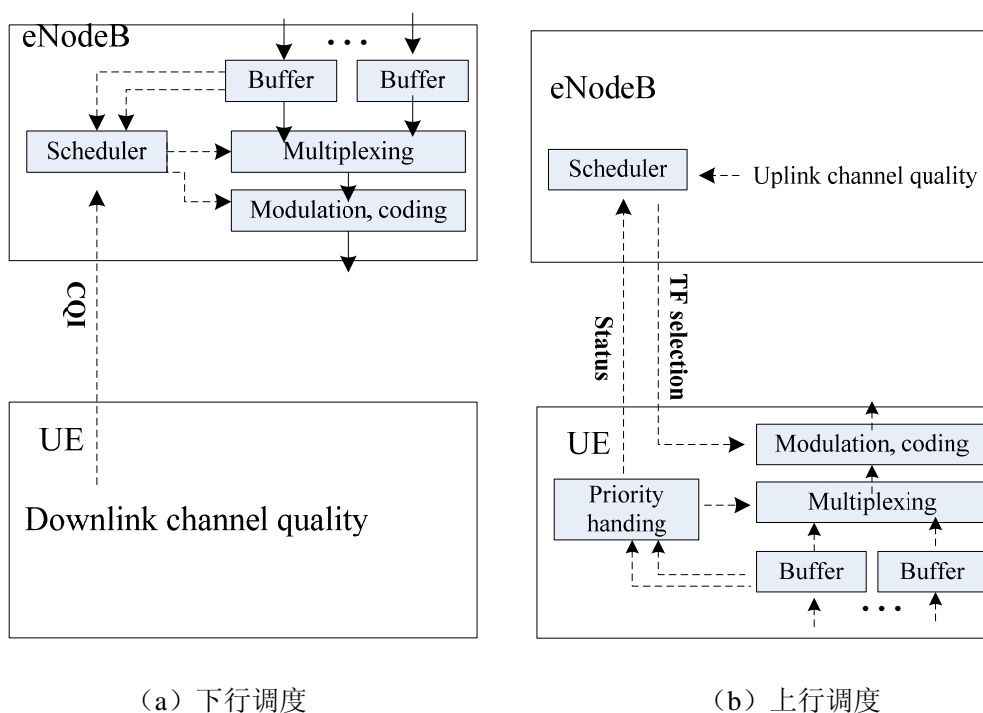 eNodeB
• • •
Buffer
Buffer
Scheduler
Multiplexing
Modulation, coding
CQI
UE
Downlink channel quality
(a)下行调度
eNodeB
Scheduler
Uplink channel quality
Status
TF selection
UE
Modulation, coding
Priority
handing
Multiplexing
Buffer
Buffer
• • •
(b)上行调度